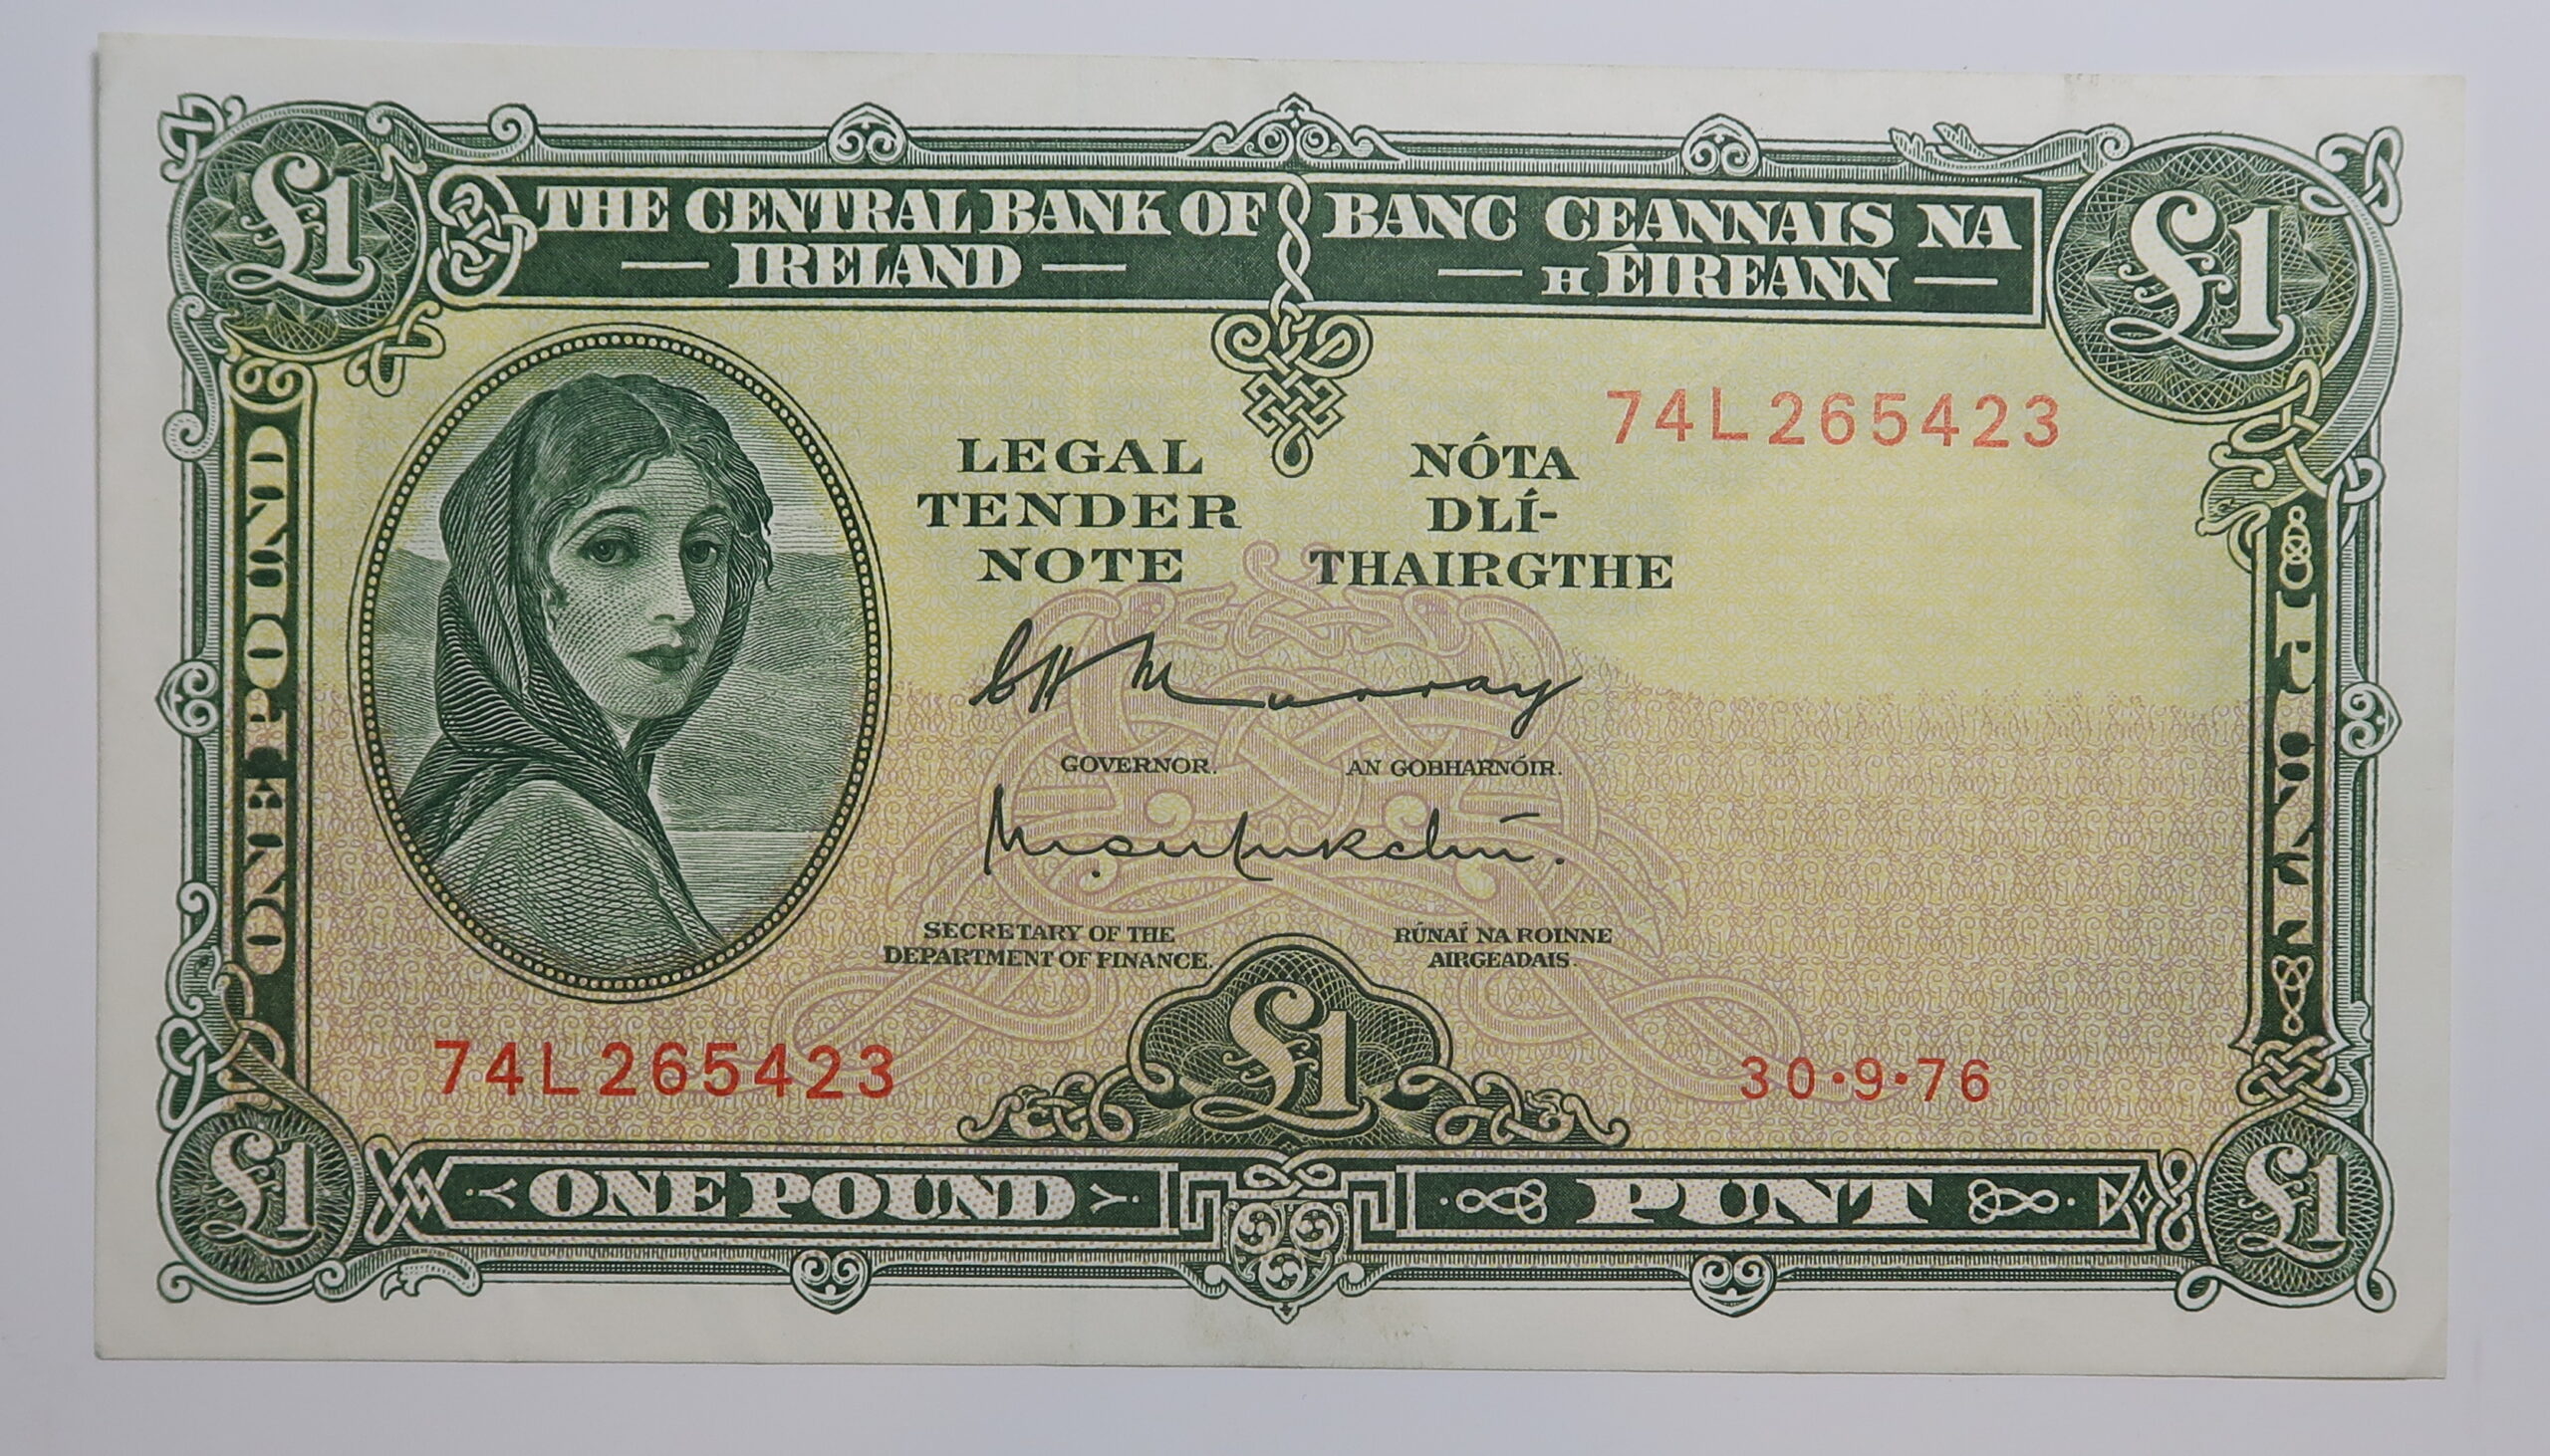 £1
£1
THE CENTRAL BANK OF
— IRELAND —
BANC CEANNAIS NA
— H ÉIREANN —
74L 265423
LEGAL
TENDER
NOTE
NÓTA
DLÍ-
THAIRGTHE
ONE POUND
C H Murray
GOVERNOR.
AN GOBHARNÓIR.
SECRETARY OF THE
DEPARTMENT OF FINANCE.
RÚNAÍ NA ROINNE
AIRGEADAIS.
74L 265423
£1
30·9·76
£1
ONE POUND
PUNT
£1